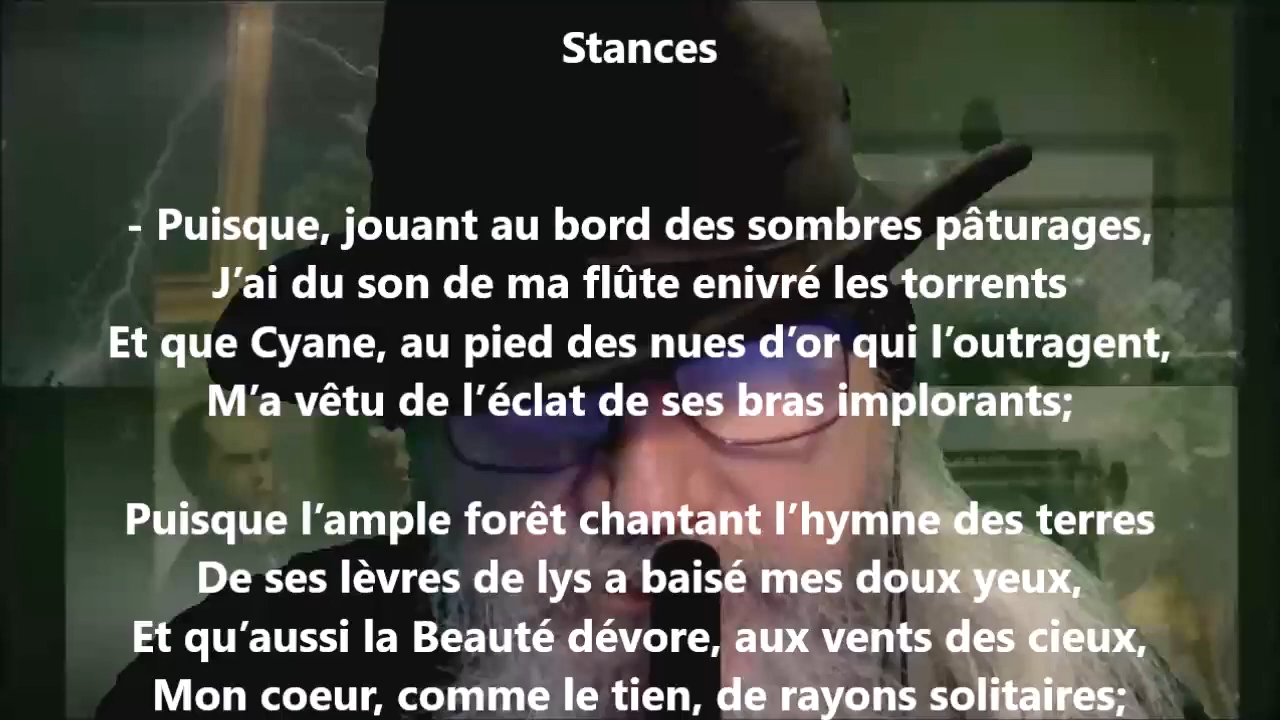 Stances
- Puisque, jouant au bord des sombres pâturages,
J’ai du son de ma flûte enivré les torrents
Et que Cyane, au pied des nues d’or qui l’outragent,
M’a vêtu de l’éclat de ses bras implorants;
Puisque l’ample forêt chantant l’hymne des terres
De ses lèvres de lys a baisé mes doux yeux,
Et qu’aussi la Beauté dévore, aux vents des cieux,
Mon coeur, comme le tien, de rayons solitaires;